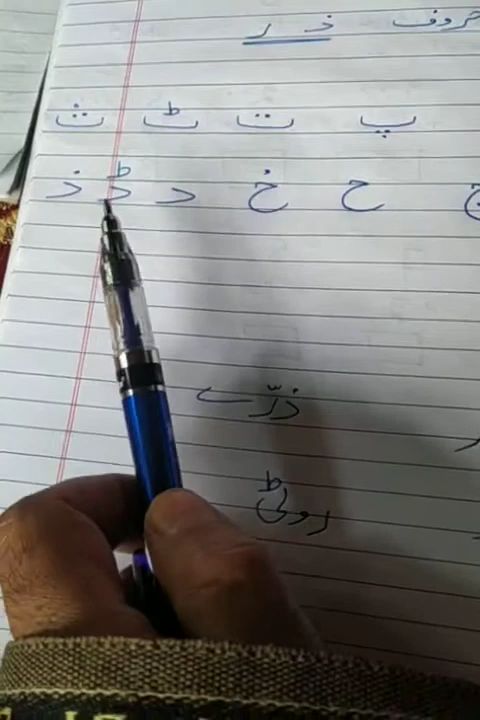 حروف ذ ر
پ ت ٹ ث
چ ح خ د ڈ ذ
ذرّے
روٹی